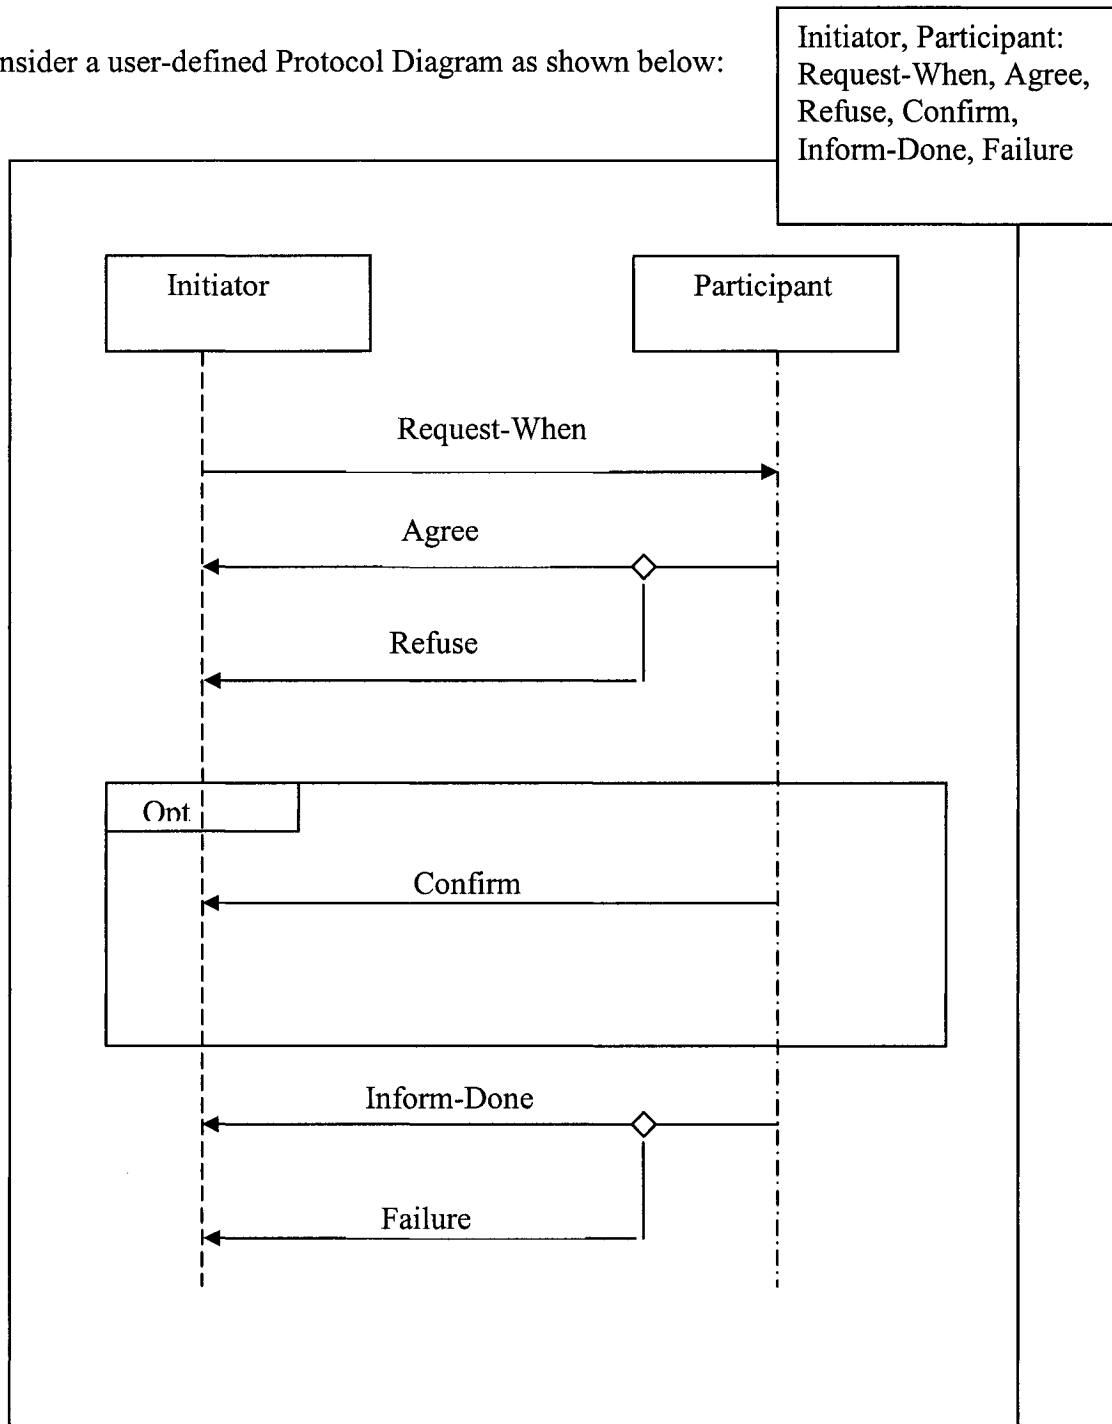 nsider a user-defined Protocol Diagram as shown below:
Initiator, Participant:
Request-When, Agree,
Refuse, Confirm,
Inform-Done, Failure
Initiator
Participant
Request-When
Agree
Refuse
Opt
Confirm
Inform-Done
Failure